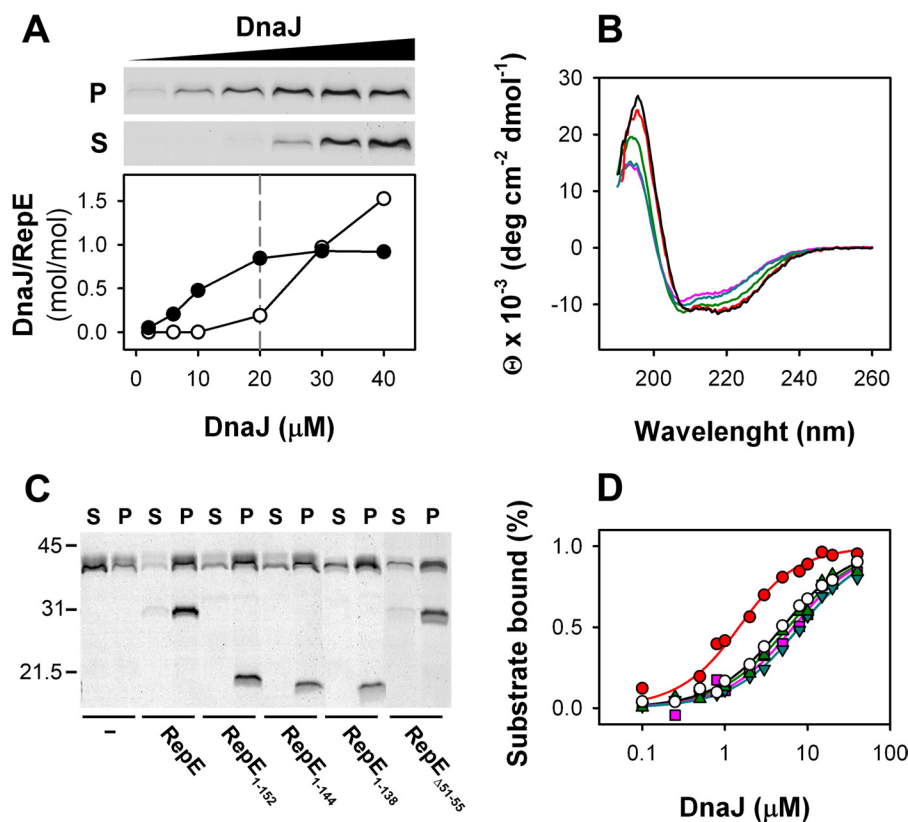 A
DnaJ
P
S
DnaJ/RepE
(mol/mol)
1.5
1.0
0.5
0.0
0 10 20 30 40
DnaJ (μM)
B
Θ x 10⁻³ (deg cm⁻² dmol⁻¹)
30
20
10
0
-10
200 220 240 260
Wavelenght (nm)
C
S P S P S P S P S P S P
45
31
21.5
–
RepE
RepE₁₋₁₅₂
RepE₁₋₁₄₄
RepE₁₋₁₃₈
RepE Δ51-55
D
Substrate bound (%)
1.0
0.5
0.0
0.1 1 10 100
DnaJ (μM)